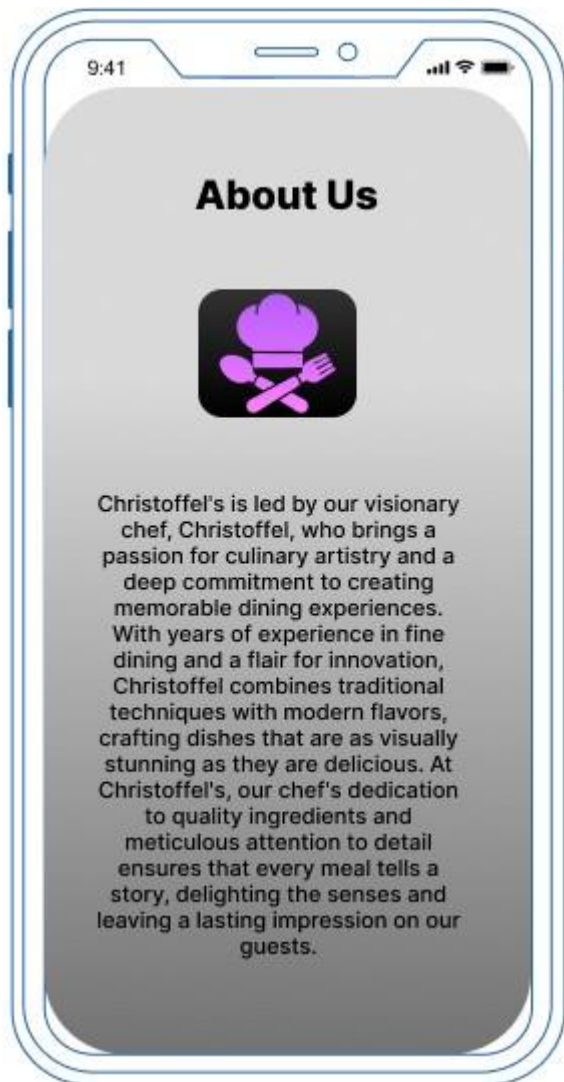 9:41
About Us
Christoffel's is led by our visionary
chef, Christoffel, who brings a
passion for culinary artistry and a
deep commitment to creating
memorable dining experiences.
With years of experience in fine
dining and a flair for innovation,
Christoffel combines traditional
techniques with modern flavors,
crafting dishes that are as visually
stunning as they are delicious. At
Christoffel's, our chef's dedication
to quality ingredients and
meticulous attention to detail
ensures that every meal tells a
story, delighting the senses and
leaving a lasting impression on our
guests.